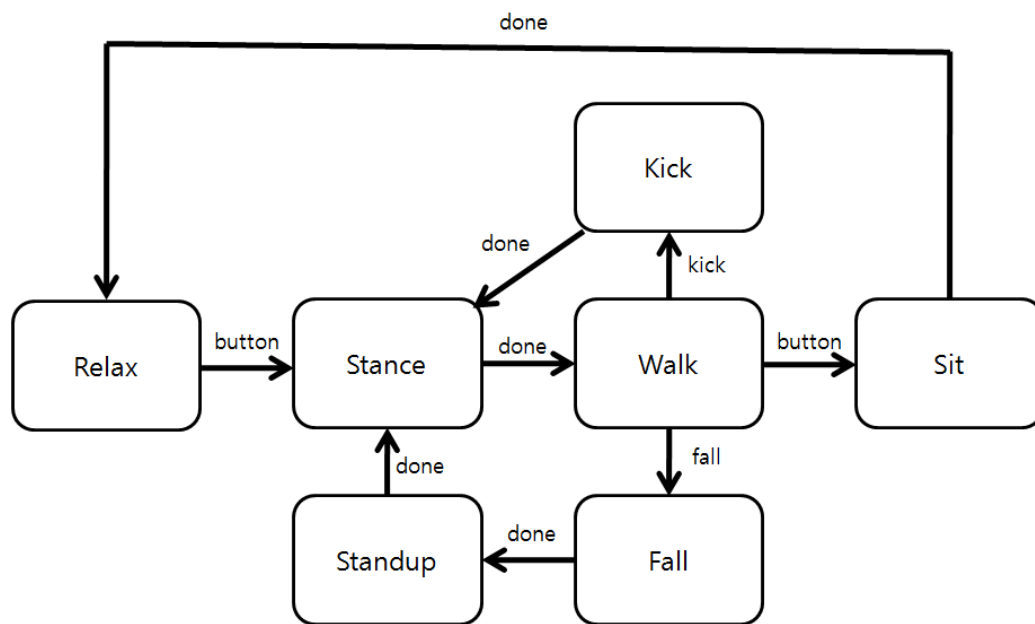 done
Kick
done
kick
Relax
button
Stance
done
Walk
button
Sit
done
fall
Standup
done
Fall